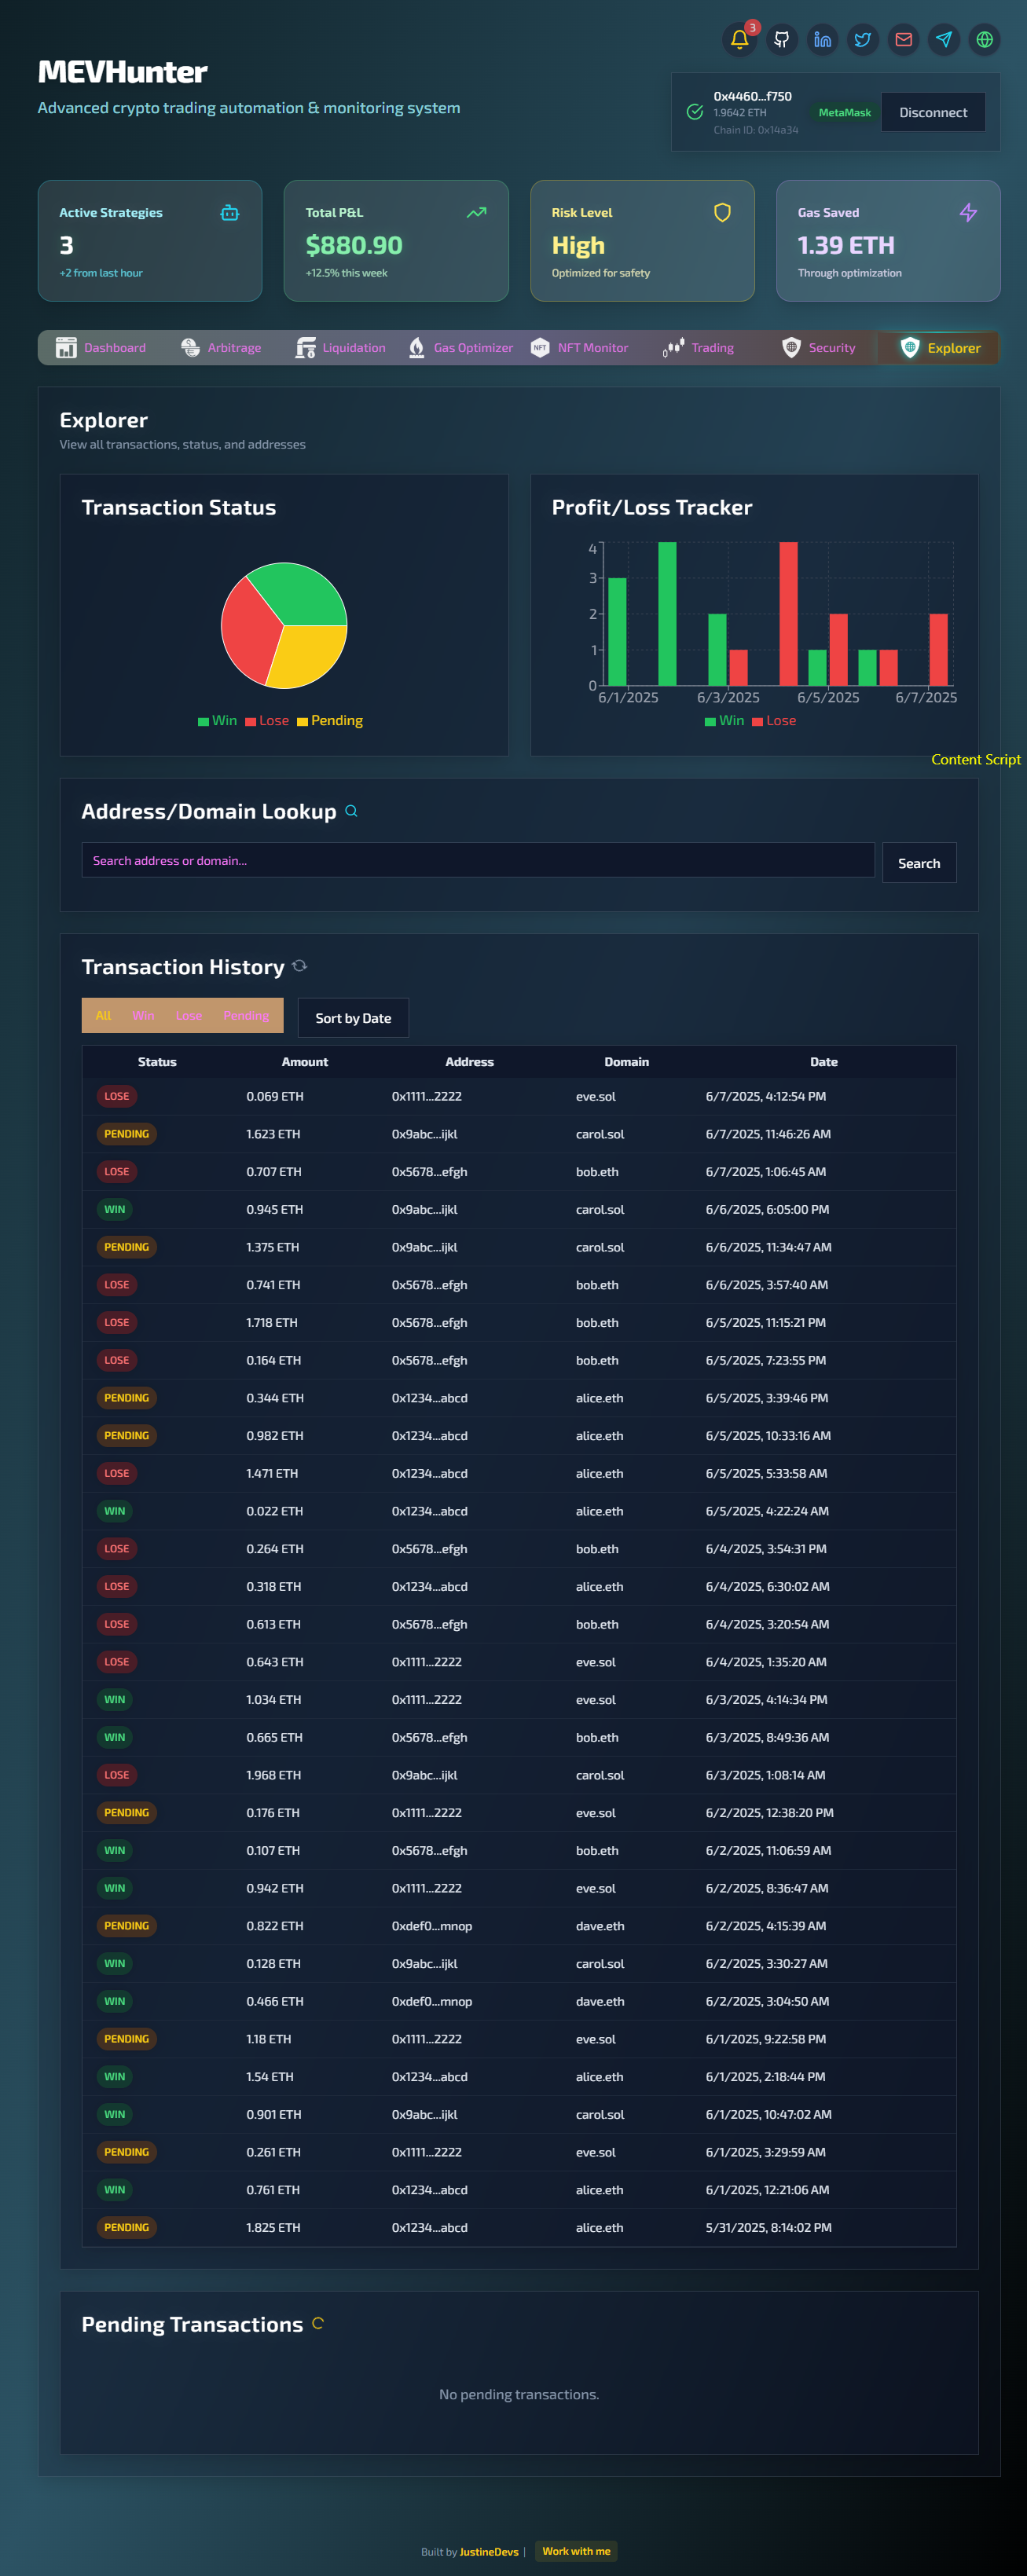 3
MEVHunter
Advanced crypto trading automation & monitoring system
0x4460...f750
1.9642 ETH
Chain ID: 0x14a34
MetaMask
Disconnect
Active Strategies
3
+2 from last hour
Total P&L
$880.90
+12.5% this week
Risk Level
High
Optimized for safety
Gas Saved
1.39 ETH
Through optimization
Dashboard Arbitrage Liquidation Gas Optimizer NFT NFT Monitor Trading Security Explorer
Explorer
View all transactions, status, and addresses
Transaction Status
Win Lose Pending
Profit/Loss Tracker
4
3
2
1
0
6/1/2025 6/3/2025 6/5/2025 6/7/2025
Win Lose
Content Script
Address/Domain Lookup
Search address or domain...
Search
Transaction History
All Win Lose Pending Sort by Date
Status Amount Address Domain Date
LOSE 0.069 ETH 0x1111...2222 eve.sol 6/7/2025, 4:12:54 PM
PENDING 1.623 ETH 0x9abc...ijkl carol.sol 6/7/2025, 11:46:26 AM
LOSE 0.707 ETH 0x5678...efgh bob.eth 6/7/2025, 1:06:45 AM
WIN 0.945 ETH 0x9abc...ijkl carol.sol 6/6/2025, 6:05:00 PM
PENDING 1.375 ETH 0x9abc...ijkl carol.sol 6/6/2025, 11:34:47 AM
LOSE 0.741 ETH 0x5678...efgh bob.eth 6/6/2025, 3:57:40 AM
LOSE 1.718 ETH 0x5678...efgh bob.eth 6/5/2025, 11:15:21 PM
LOSE 0.164 ETH 0x5678...efgh bob.eth 6/5/2025, 7:23:55 PM
PENDING 0.344 ETH 0x1234...abcd alice.eth 6/5/2025, 3:39:46 PM
PENDING 0.982 ETH 0x1234...abcd alice.eth 6/5/2025, 10:33:16 AM
LOSE 1.471 ETH 0x1234...abcd alice.eth 6/5/2025, 5:33:58 AM
WIN 0.022 ETH 0x1234...abcd alice.eth 6/5/2025, 4:22:24 AM
LOSE 0.264 ETH 0x5678...efgh bob.eth 6/4/2025, 3:54:31 PM
LOSE 0.318 ETH 0x1234...abcd alice.eth 6/4/2025, 6:30:02 AM
LOSE 0.613 ETH 0x5678...efgh bob.eth 6/4/2025, 3:20:54 AM
LOSE 0.643 ETH 0x1111...2222 eve.sol 6/4/2025, 1:35:20 AM
WIN 1.034 ETH 0x1111...2222 eve.sol 6/3/2025, 4:14:34 PM
WIN 0.665 ETH 0x5678...efgh bob.eth 6/3/2025, 8:49:36 AM
LOSE 1.968 ETH 0x9abc...ijkl carol.sol 6/3/2025, 1:08:14 AM
PENDING 0.176 ETH 0x1111...2222 eve.sol 6/2/2025, 12:38:20 PM
WIN 0.107 ETH 0x5678...efgh bob.eth 6/2/2025, 11:06:59 AM
WIN 0.942 ETH 0x1111...2222 eve.sol 6/2/2025, 8:36:47 AM
PENDING 0.822 ETH 0xdef0...mnop dave.eth 6/2/2025, 4:15:39 AM
WIN 0.128 ETH 0x9abc...ijkl carol.sol 6/2/2025, 3:30:27 AM
WIN 0.466 ETH 0xdef0...mnop dave.eth 6/2/2025, 3:04:50 AM
PENDING 1.18 ETH 0x1111...2222 eve.sol 6/1/2025, 9:22:58 PM
WIN 1.54 ETH 0x1234...abcd alice.eth 6/1/2025, 2:18:44 PM
WIN 0.901 ETH 0x9abc...ijkl carol.sol 6/1/2025, 10:47:02 AM
PENDING 0.261 ETH 0x1111...2222 eve.sol 6/1/2025, 3:29:59 AM
WIN 0.761 ETH 0x1234...abcd alice.eth 6/1/2025, 12:21:06 AM
PENDING 1.825 ETH 0x1234...abcd alice.eth 5/31/2025, 8:14:02 PM
Pending Transactions
No pending transactions.
Built by JustineDevs | Work with me